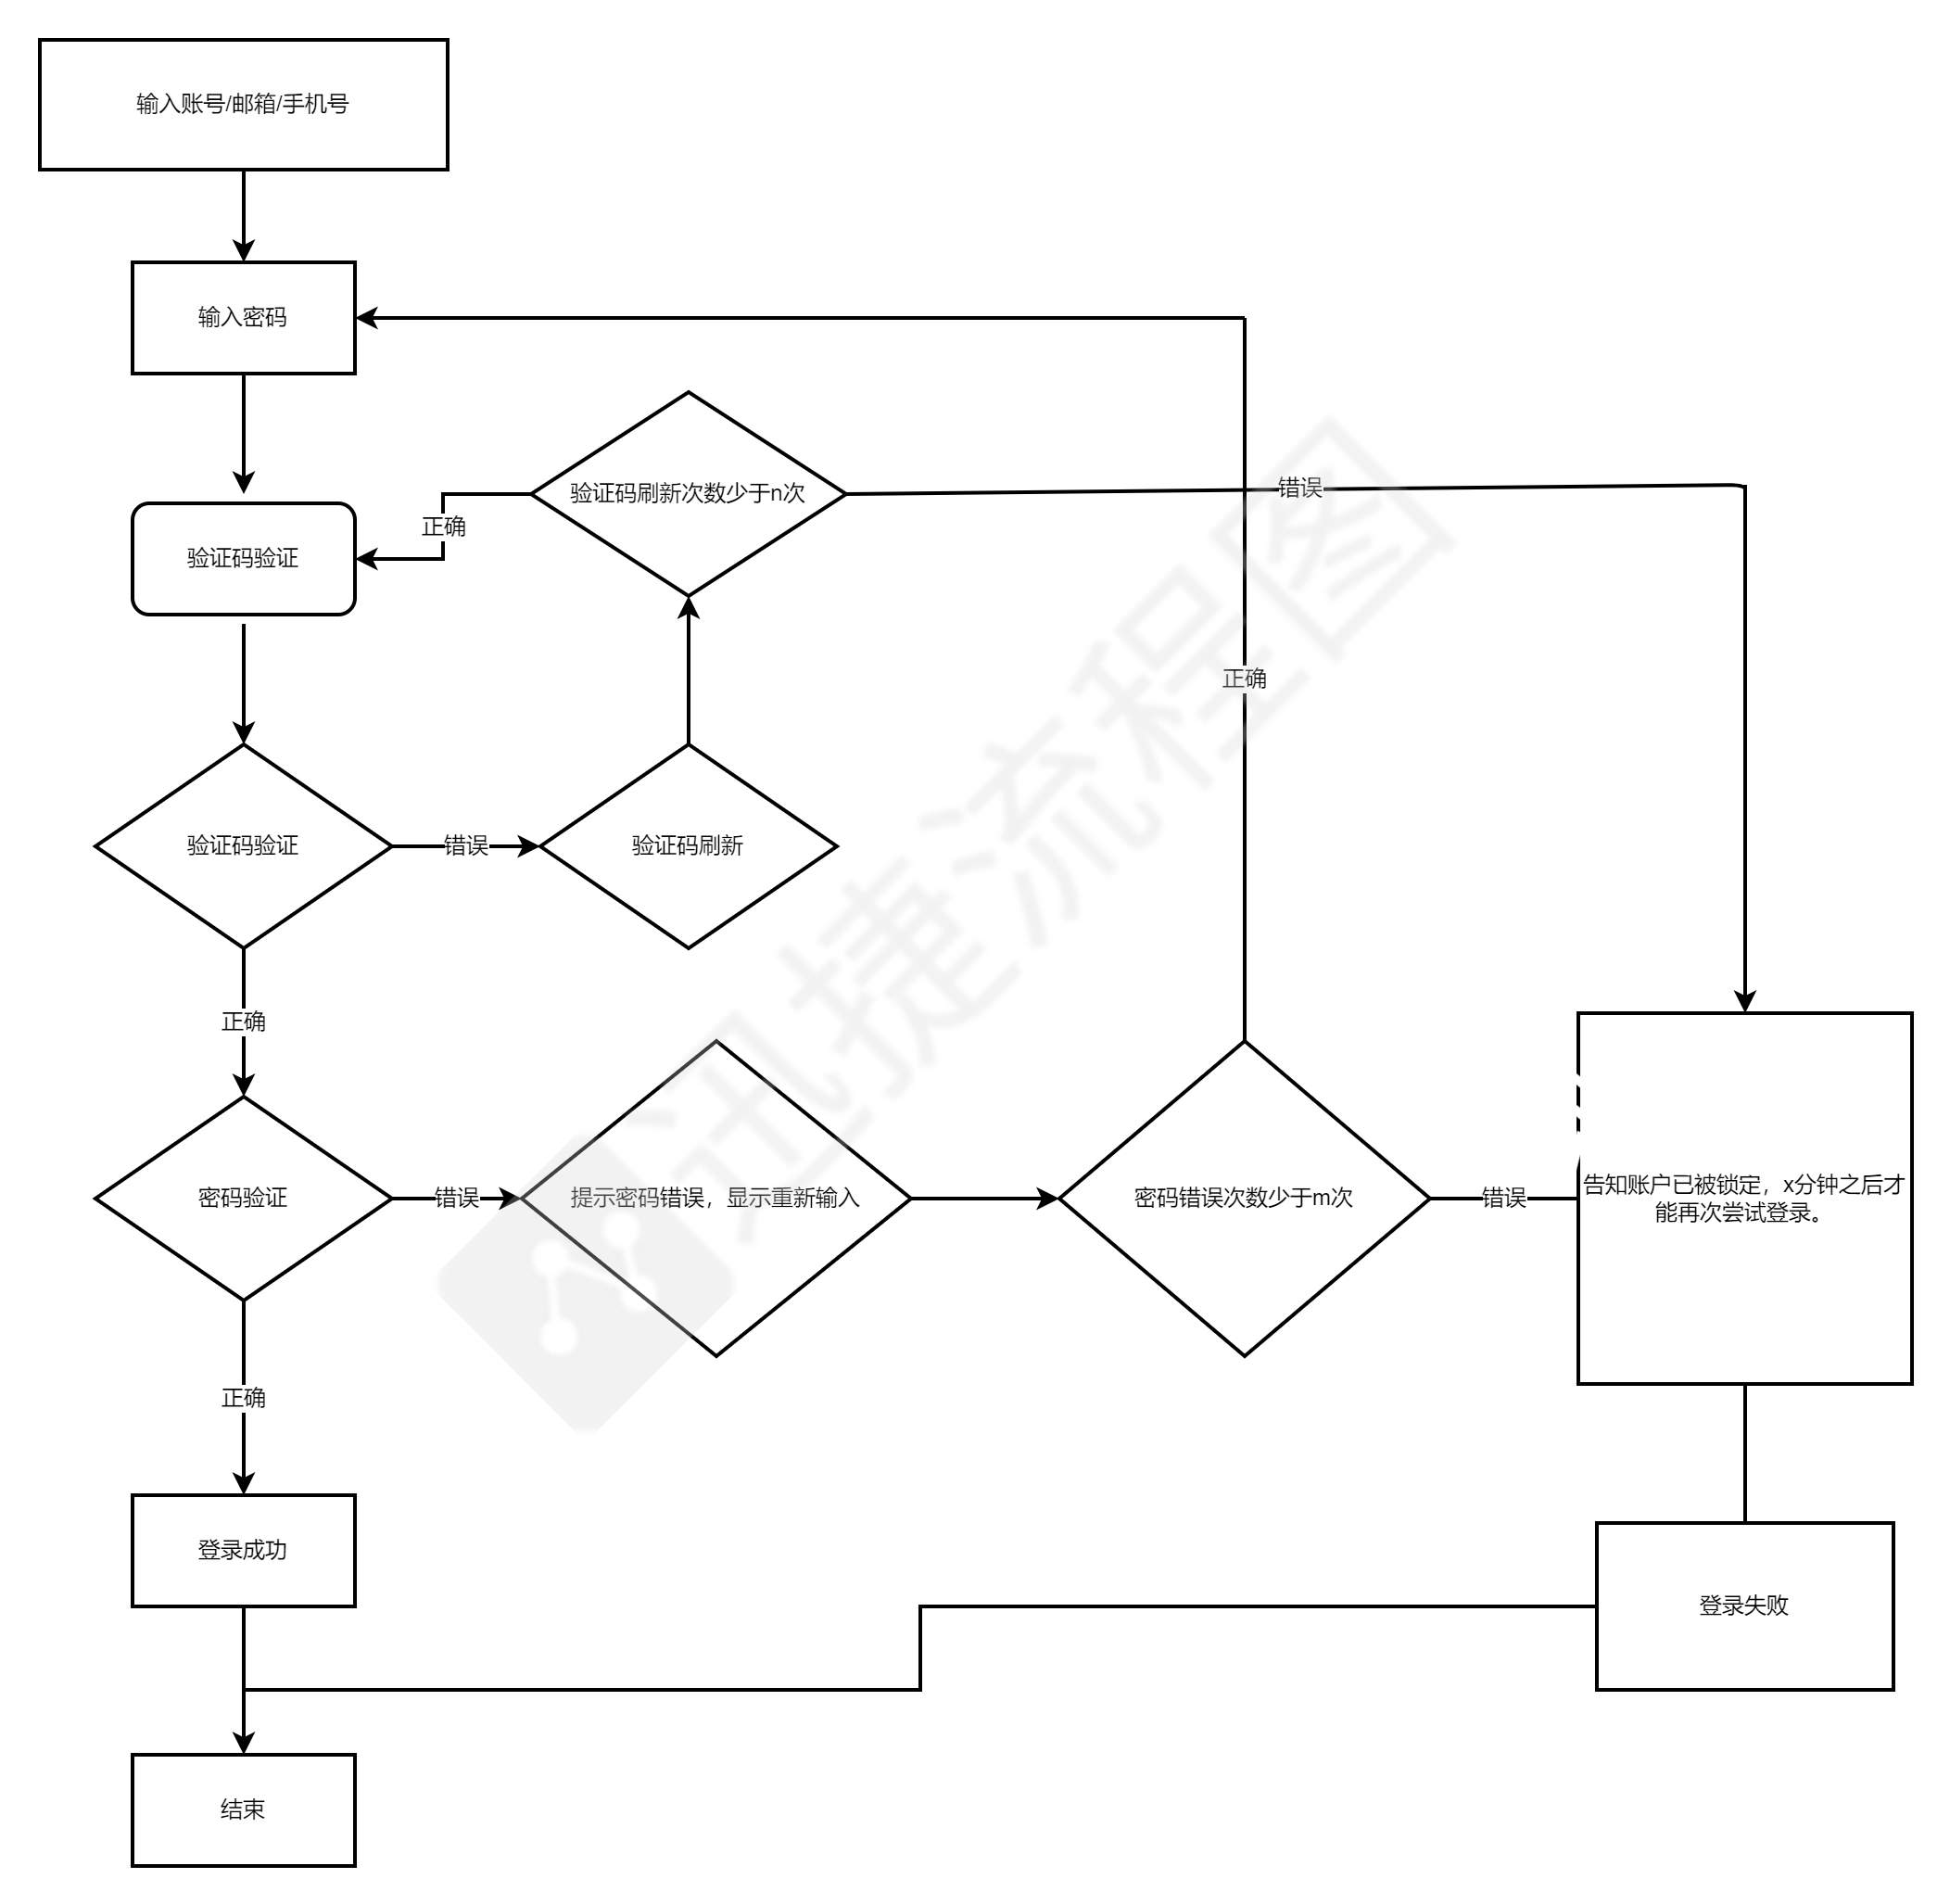 输入账号/邮箱/手机号
输入密码
验证码刷新次数少于n次
错误
正确
验证码验证
正确
验证码验证
错误
验证码刷新
正确
密码验证
错误
提示密码错误，显示重新输入
密码错误次数少于m次
错误
告知账户已被锁定，x分钟之后才
能再次尝试登录。
正确
登录成功
登录失败
结束
迅捷流程图